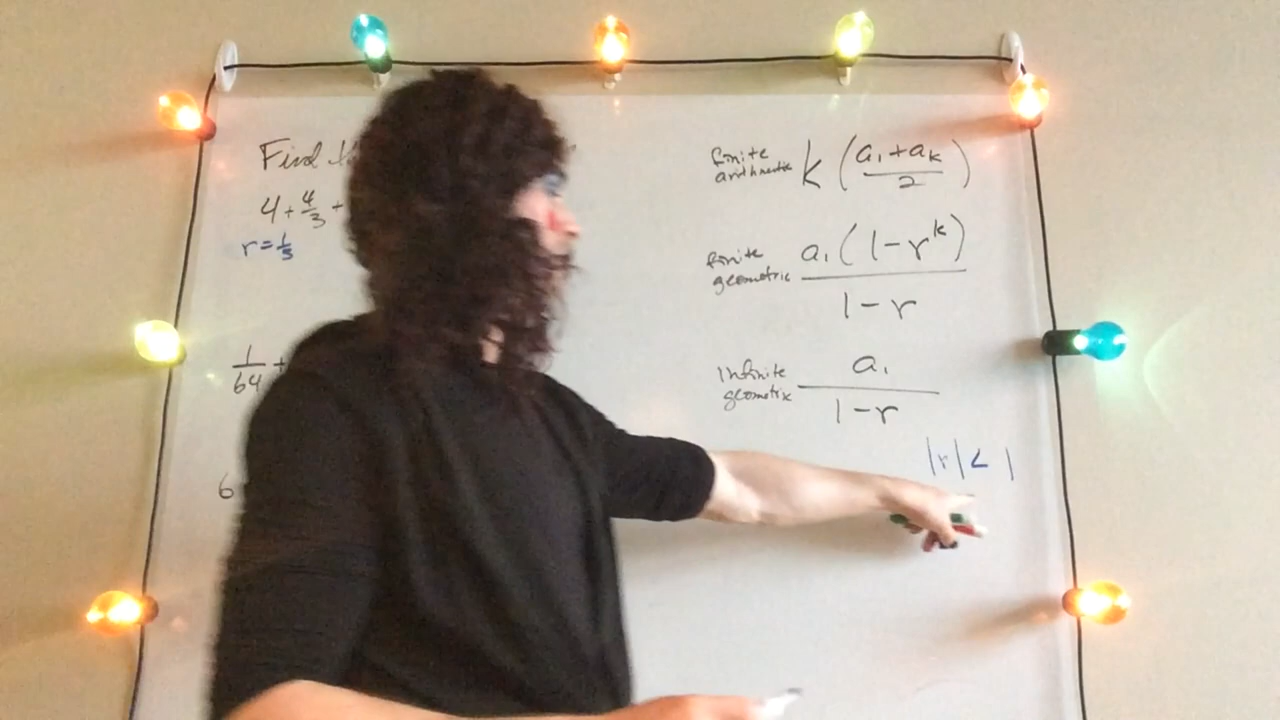 Find
4 + 4/3 +
r = 1/3
1/64 +
6
finite arithmetic k ( (a₁ + aₖ) / 2 )
finite geometric a₁ ( 1 - r^k ) / ( 1 - r )
infinite geometric a₁ / ( 1 - r )
|r| < 1